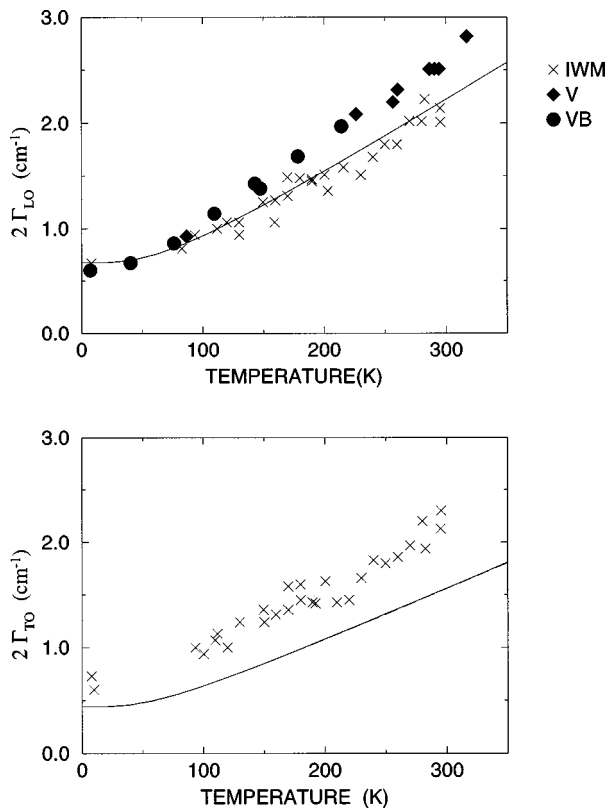 3.0
2.0
1.0
0.0
2 Γ_LO (cm⁻¹)
0 100 200 300
TEMPERATURE(K)
IWM
V
VB
3.0
2.0
1.0
0.0
2 Γ_TO (cm⁻¹)
0 100 200 300
TEMPERATURE (K)